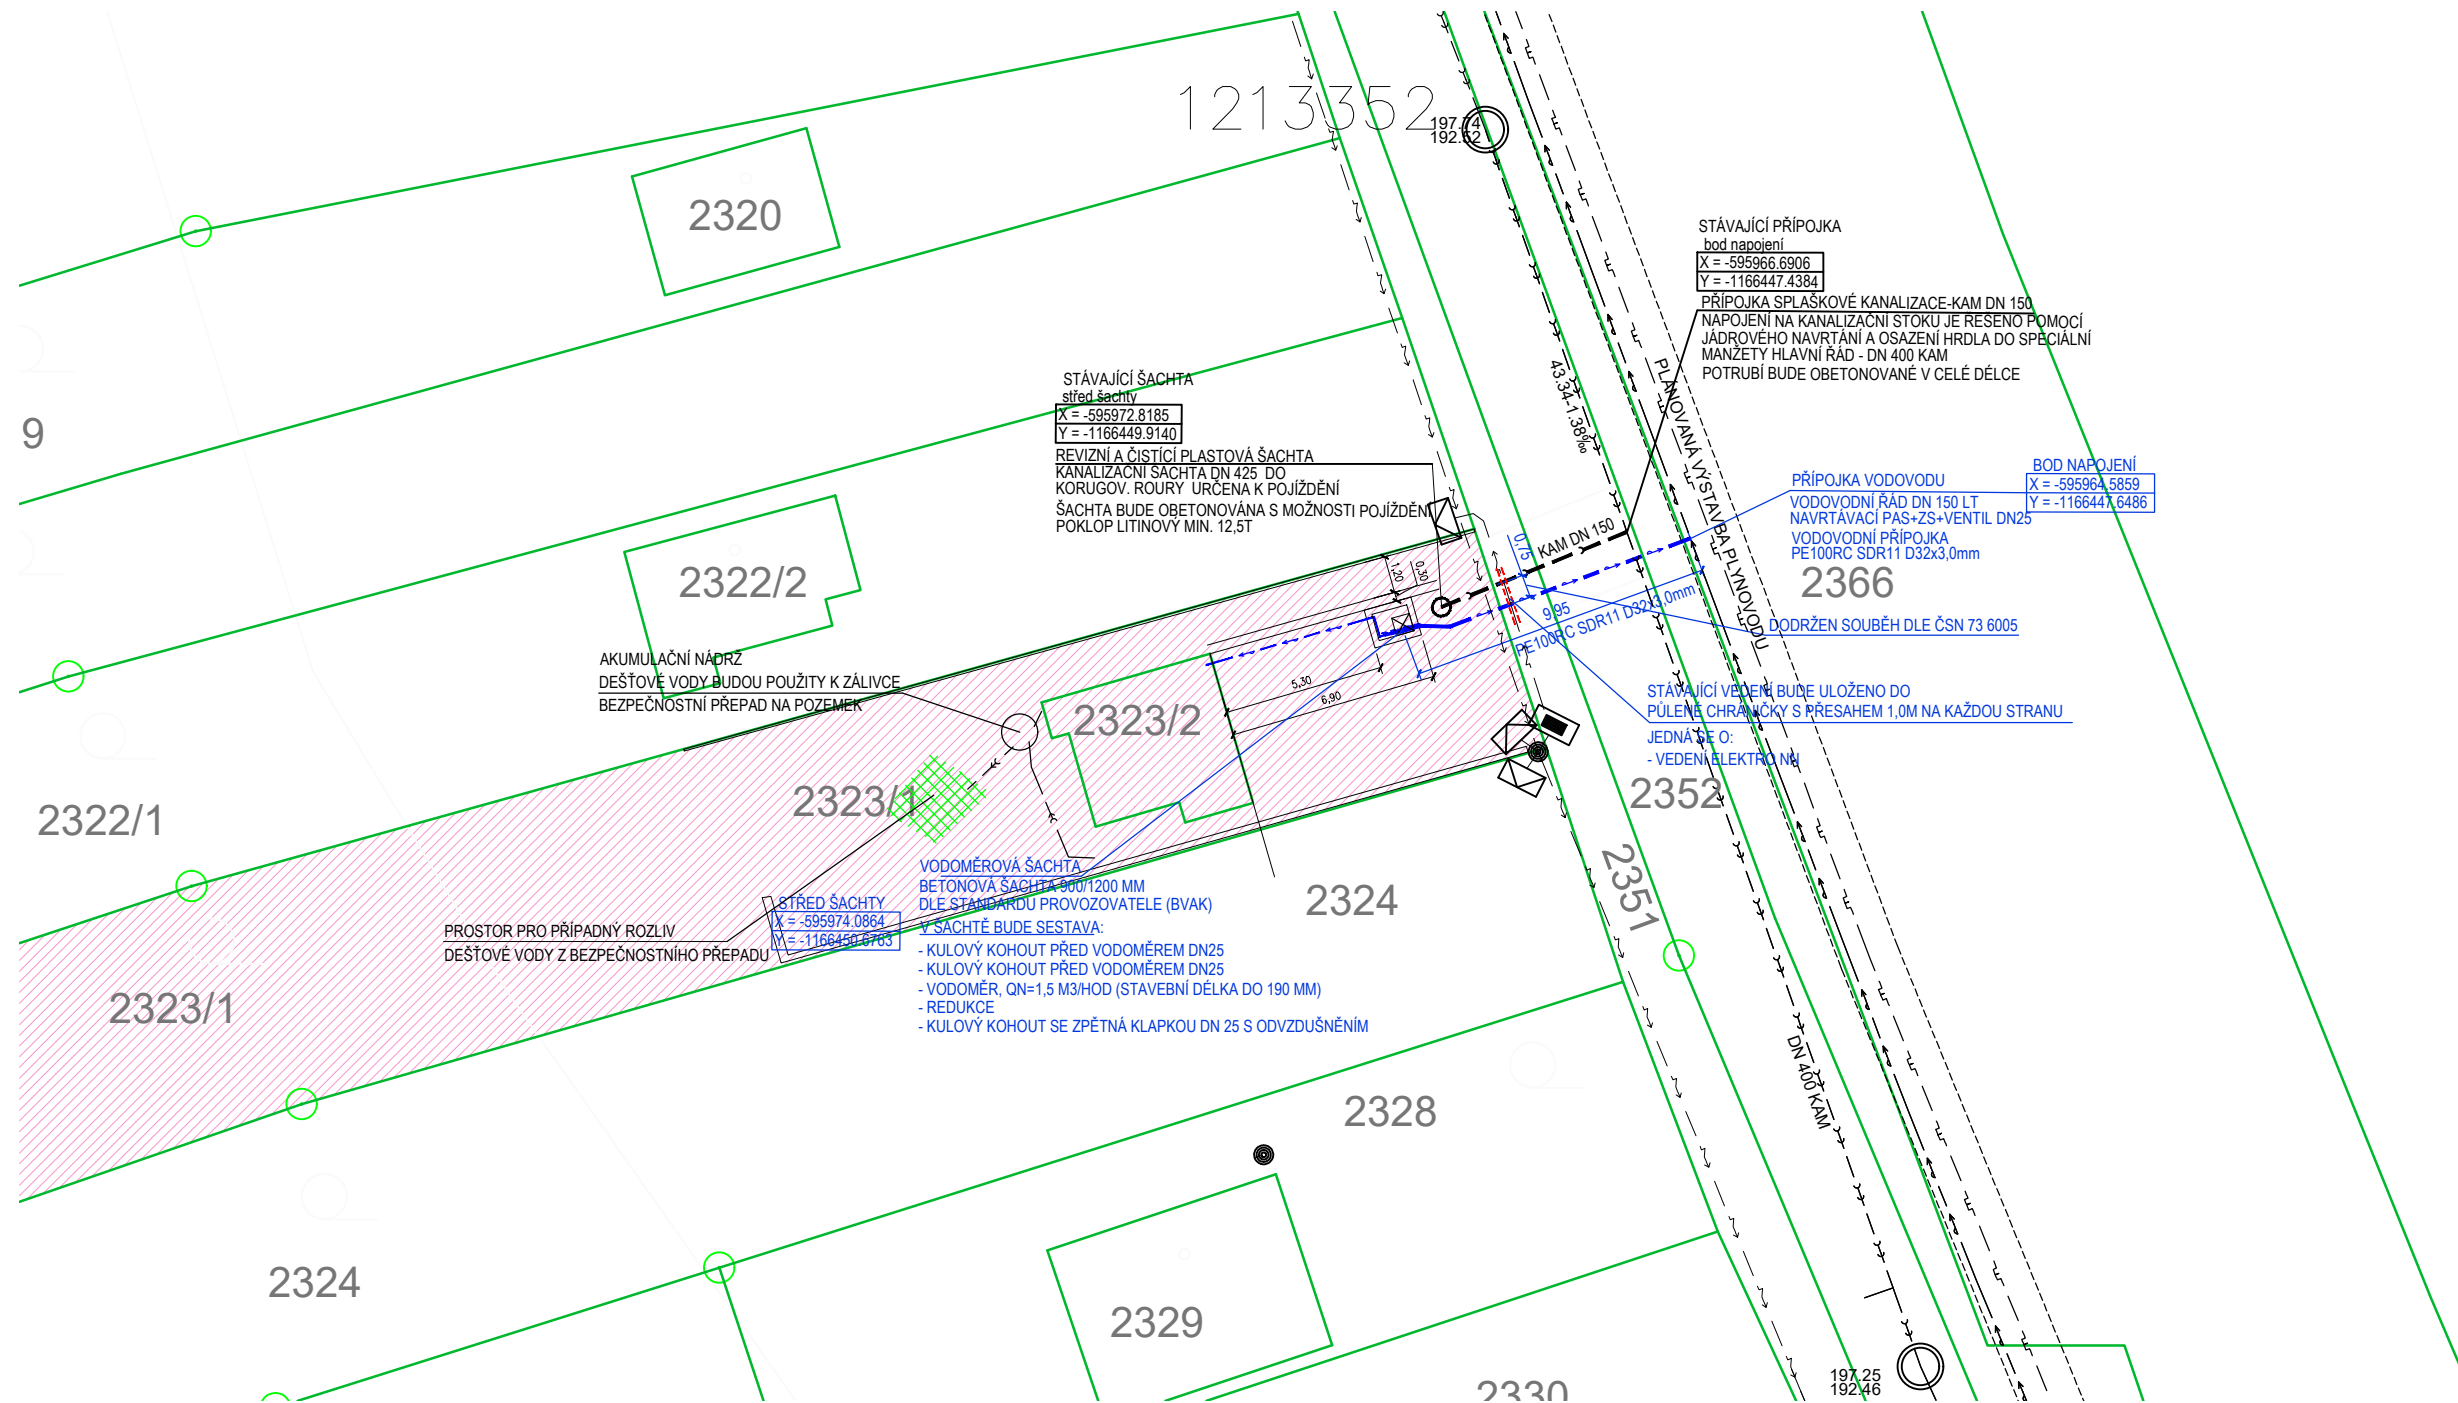 1213352
197.74
192.52
2320
9
STÁVAJÍCÍ PŘÍPOJKA
bod napojení
X = -595966.6906
Y = -1166447.4384
PŘÍPOJKA SPLAŠKOVÉ KANALIZACE-KAM DN 150
NAPOJENÍ NA KANALIZAČNÍ STOKU JE ŘEŠENO POMOCÍ
JÁDROVÉHO NAVRTÁNÍ A OSAZENÍ HRDLA DO SPECIÁLNÍ
MANŽETY HLAVNÍ ŘÁD - DN 400 KAM
POTRUBÍ BUDE OBETONOVANÉ V CELÉ DÉLCE
STÁVAJÍCÍ ŠACHTA
střed šachty
X = -595972.8185
Y = -1166449.9140
REVIZNÍ A ČISTÍCÍ PLASTOVÁ ŠACHTA
KANALIZAČNÍ ŠACHTA DN 425 DO
KORUGOV. ROURY URČENA K POJÍŽDĚNÍ
ŠACHTA BUDE OBETONOVÁNA S MOŽNOSTI POJÍŽDĚNÍ
POKLOP LITINOVÝ MIN. 12,5T
43.34-1.38‰
PLÁNOVANÁ VÝSTAVBA PLYNOVODU
PŘÍPOJKA VODOVODU
VODOVODNÍ ŘÁD DN 150 LT
NAVRTÁVACÍ PAS+ZS+VENTIL DN25
VODOVODNÍ PŘÍPOJKA
PE100RC SDR11 D32x3,0mm
BOD NAPOJENÍ
X = -595964.5859
Y = -1166447.6486
2366
DODRŽEN SOUBĚH DLE ČSN 73 6005
KAM DN 150
0,75
1,20
0,30
9,95
PE100RC SDR11 D32x3,0mm
5,30
6,90
2322/2
AKUMULAČNÍ NÁDRŽ
DEŠŤOVÉ VODY BUDOU POUŽITY K ZÁLIVCE
BEZPEČNOSTNÍ PŘEPAD NA POZEMEK
2323/2
STÁVAJÍCÍ VEDENÍ BUDE ULOŽENO DO
PŮLENÉ CHRÁNIČKY S PŘESAHEM 1,0M NA KAŽDOU STRANU
JEDNÁ SE O:
- VEDENÍ ELEKTRO NN
2352
2351
2322/1
2323/1
2324
VODOMĚROVÁ ŠACHTA
BETONOVÁ ŠACHTA 900/1200 MM
DLE STANDARDU PROVOZOVATELE (BVAK)
V ŠACHTĚ BUDE SESTAVA:
- KULOVÝ KOHOUT PŘED VODOMĚREM DN25
- KULOVÝ KOHOUT PŘED VODOMĚREM DN25
- VODOMĚR, QN=1,5 M3/HOD (STAVEBNÍ DÉLKA DO 190 MM)
- REDUKCE
- KULOVÝ KOHOUT SE ZPĚTNÁ KLAPKOU DN 25 S ODVZDUŠNĚNÍM
STŘED ŠACHTY
X = -595974.0864
Y = -1166450.6763
PROSTOR PRO PŘÍPADNÝ ROZLIV
DEŠŤOVÉ VODY Z BEZPEČNOSTNÍHO PŘEPADU
2323/1
DN 400 KAM
2328
2324
2329
2330
197.25
192.46